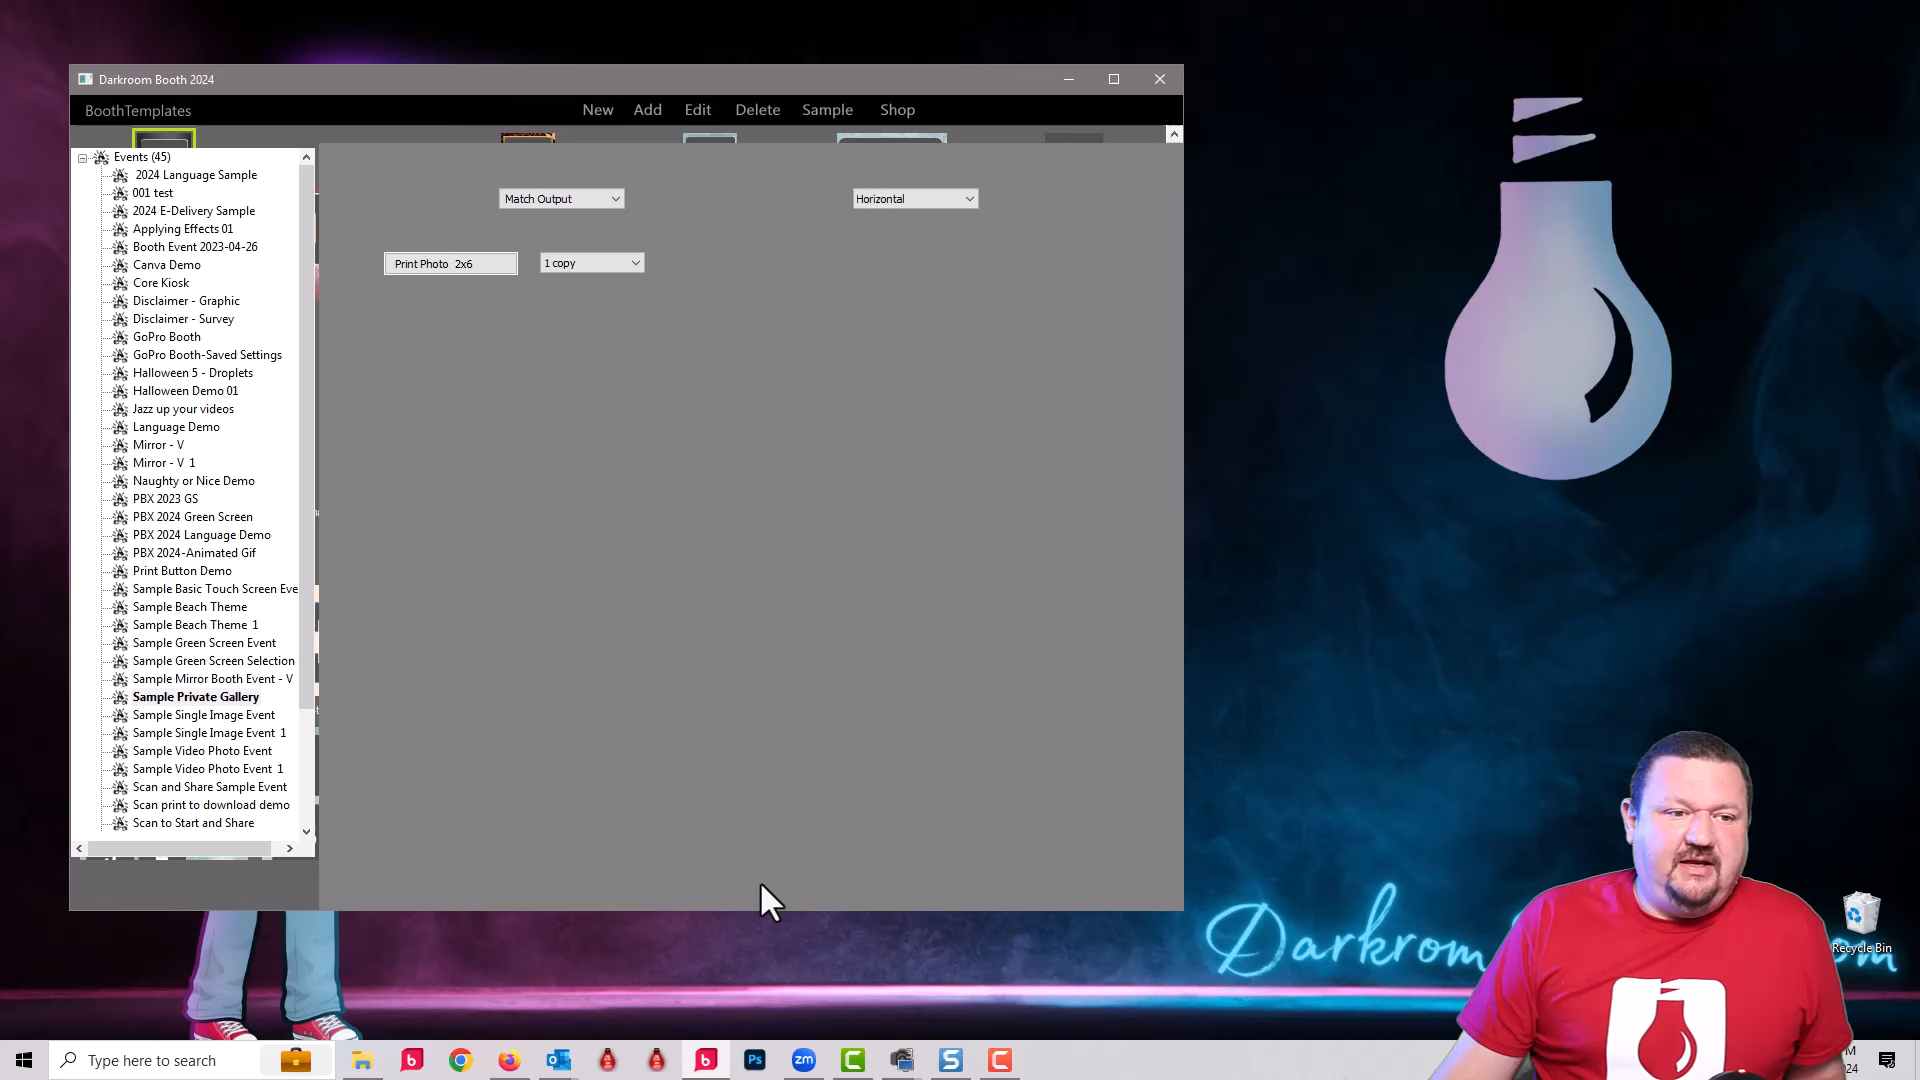 Darkroom Booth 2024
BoothTemplates New Add Edit Delete Sample Shop
Events (45)
2024 Language Sample
001 test
2024 E-Delivery Sample
Applying Effects 01
Booth Event 2023-04-26
Canva Demo
Core Kiosk
Disclaimer - Graphic
Disclaimer - Survey
GoPro Booth
GoPro Booth-Saved Settings
Halloween 5 - Droplets
Halloween Demo 01
Jazz up your videos
Language Demo
Mirror - V
Mirror - V 1
Naughty or Nice Demo
PBX 2023 GS
PBX 2024 Green Screen
PBX 2024 Language Demo
PBX 2024-Animated Gif
Print Button Demo
Sample Basic Touch Screen Eve
Sample Beach Theme
Sample Beach Theme 1
Sample Green Screen Event
Sample Green Screen Selection
Sample Mirror Booth Event - V
Sample Private Gallery
Sample Single Image Event
Sample Single Image Event 1
Sample Video Photo Event
Sample Video Photo Event 1
Scan and Share Sample Event
Scan print to download demo
Scan to Start and Share
Match Output Horizontal
Print Photo 2x6 1 copy
Darkrom
om
Recycle Bin
Type here to search
b
b
Ps
zm
C
S
C
M
024